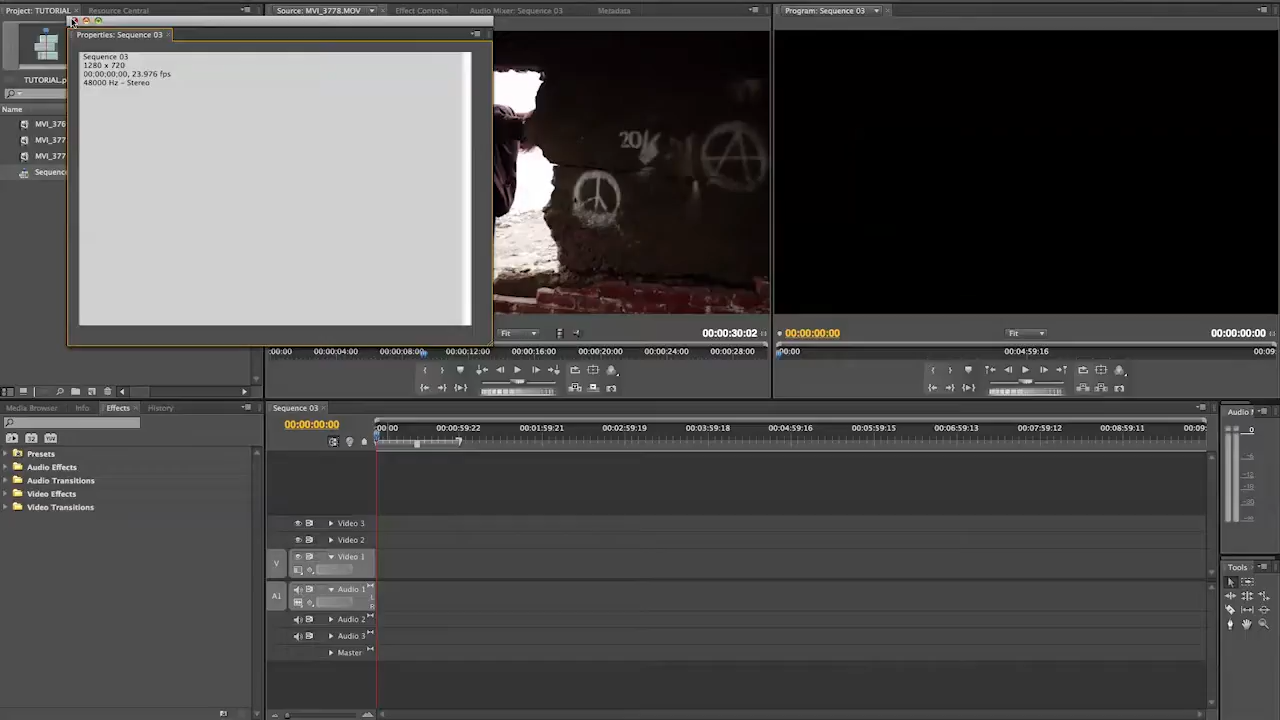 Project: TUTORIAL
Resource Control
Source: MVI_3778.MOV
Effect Controls
Audio Mixer: Sequence 03
Metadata
Program: Sequence 03
Properties: Sequence 03
Sequence 03
1280 x 720
00:00:00:00, 23.976 fps
48000 Hz - Stereo
TUTORIAL.p
Name
MVI_376
MVI_377
MVI_377
Sequence
Fit
00:00:30:02
00:00:00:00
Fit
00:00:00:00
:00:00
00:00:04:00
00:00:08:00
00:00:12:00
00:00:16:00
00:00:20:00
00:00:24:00
00:00:28:00
00:00
00:04:59:16
00:09:
Media Browser
Info
Effects
History
Sequence 03
Audio
00:00:00:00
00:00
00:00:59:22
00:01:59:21
00:02:59:19
00:03:59:18
00:04:59:16
00:05:59:15
00:06:59:13
00:07:59:12
00:08:59:11
00:09:
0
-6
-12
-18
-20
Presets
Audio Effects
Audio Transitions
Video Effects
Video Transitions
Video 3
Video 2
V
Video 1
A1
Audio 1
L
R
Audio 2
Audio 3
Master
Tools